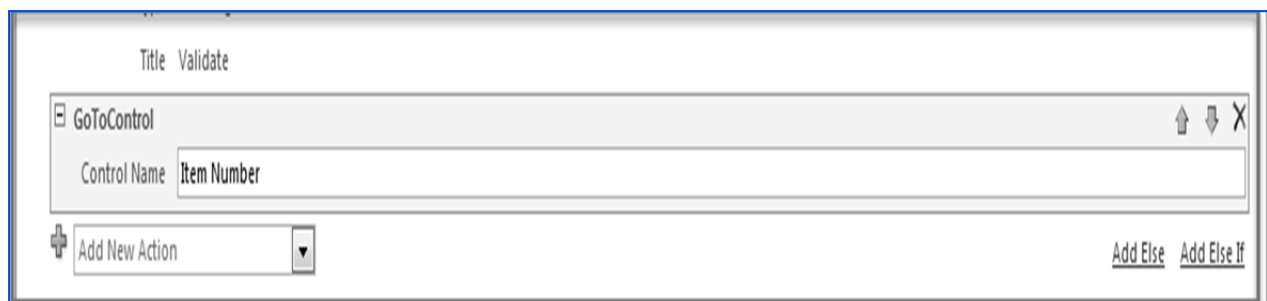 Title Validate
GoToControl
Control Name Item Number
Add New Action
Add Else Add Else If